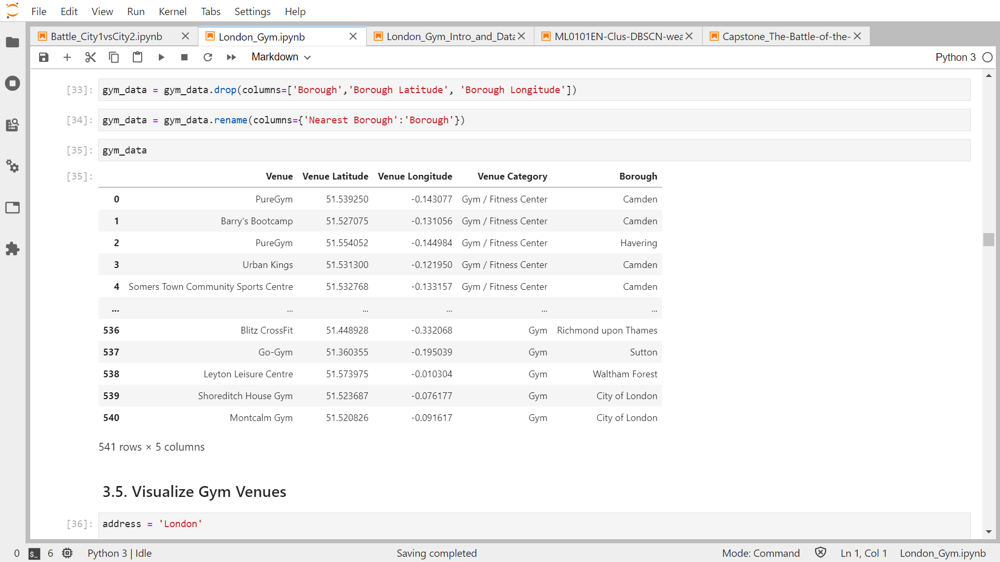 File Edit View Run Kernel Tabs Settings Help
Battle_City1vsCity2.ipynb London_Gym.ipynb London_Gym_Intro_and_Data ML0101EN-Clus-DBSCN-wea Capstone_The-Battle-of-the-
Markdown Python 3
[33]: gym_data = gym_data.drop(columns=['Borough','Borough Latitude', 'Borough Longitude'])
[34]: gym_data = gym_data.rename(columns={'Nearest Borough':'Borough'})
[35]: gym_data
[35]: Venue Venue Latitude Venue Longitude Venue Category Borough
0 PureGym 51.539250 -0.143077 Gym / Fitness Center Camden
1 Barry's Bootcamp 51.527075 -0.131056 Gym / Fitness Center Camden
2 PureGym 51.554052 -0.144984 Gym / Fitness Center Havering
3 Urban Kings 51.531300 -0.121950 Gym / Fitness Center Camden
4 Somers Town Community Sports Centre 51.532768 -0.133157 Gym / Fitness Center Camden
... ... ... ... ... ...
536 Blitz CrossFit 51.448928 -0.332068 Gym Richmond upon Thames
537 Go-Gym 51.360355 -0.195039 Gym Sutton
538 Leyton Leisure Centre 51.573975 -0.010304 Gym Waltham Forest
539 Shoreditch House Gym 51.523687 -0.076177 Gym City of London
540 Montcalm Gym 51.520826 -0.091617 Gym City of London
541 rows × 5 columns
3.5. Visualize Gym Venues
[36]: address = 'London'
0 $_ 6 Python 3 | Idle Saving completed Mode: Command Ln 1, Col 1 London_Gym.ipynb